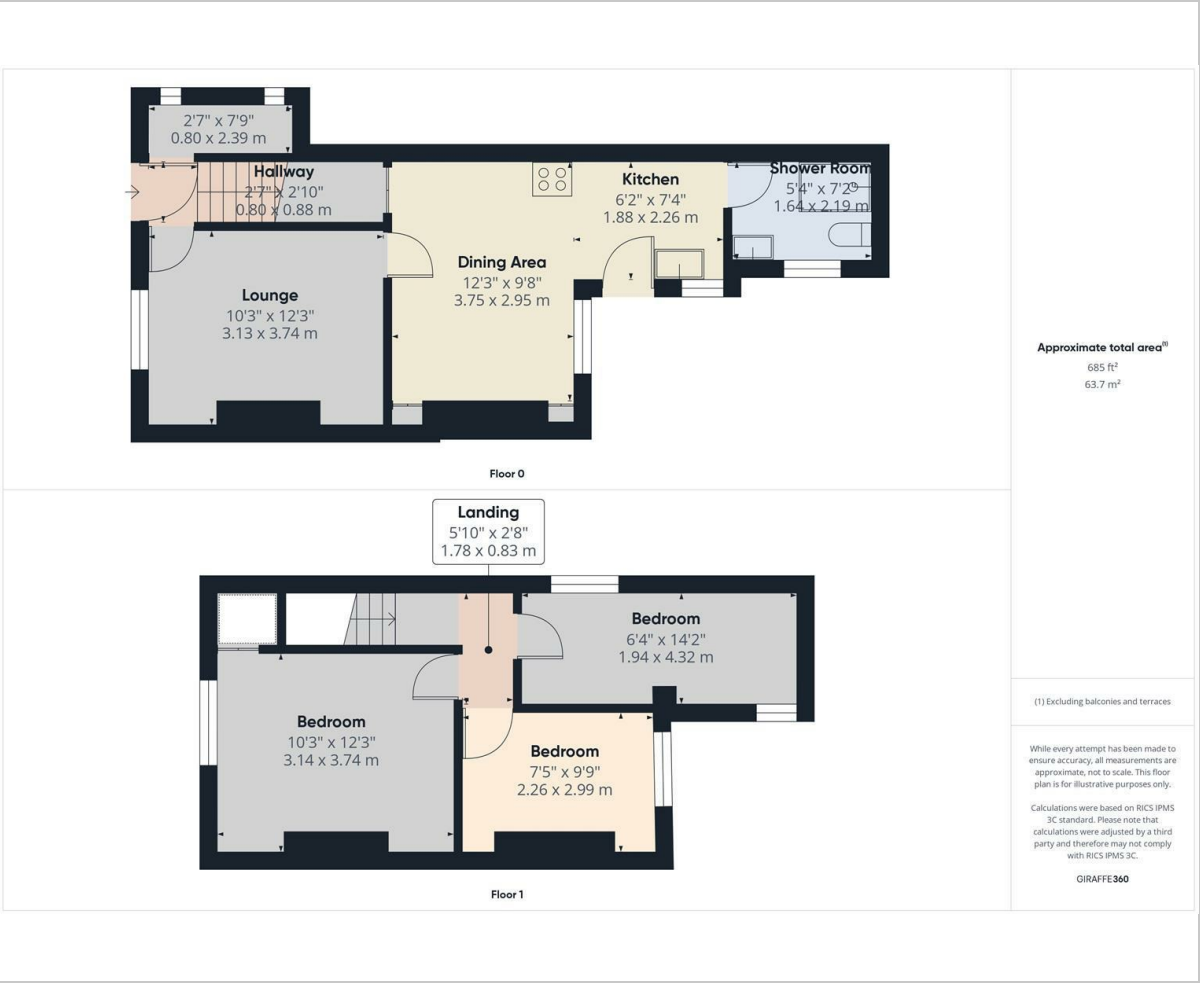 2'7" x 7'9"
0.80 x 2.39 m
Hallway
2'7" x 2'10"
0.80 x 0.88 m
Kitchen
6'2" x 7'4"
1.88 x 2.26 m
Shower Room
5'4" x 7'2"
1.64 x 2.19 m
Dining Area
12'3" x 9'8"
3.75 x 2.95 m
Lounge
10'3" x 12'3"
3.13 x 3.74 m
Floor 0
Landing
5'10" x 2'8"
1.78 x 0.83 m
Bedroom
6'4" x 14'2"
1.94 x 4.32 m
Bedroom
10'3" x 12'3"
3.14 x 3.74 m
Bedroom
7'5" x 9'9"
2.26 x 2.99 m
Floor 1
Approximate total area(1)
685 ft²
63.7 m²
(1) Excluding balconies and terraces
While every attempt has been made to
ensure accuracy, all measurements are
approximate, not to scale. This floor
plan is for illustrative purposes only.
Calculations were based on RICS IPMS
3C standard. Please note that
calculations were adjusted by a third
party and therefore may not comply
with RICS IPMS 3C.
GIRAFFE360